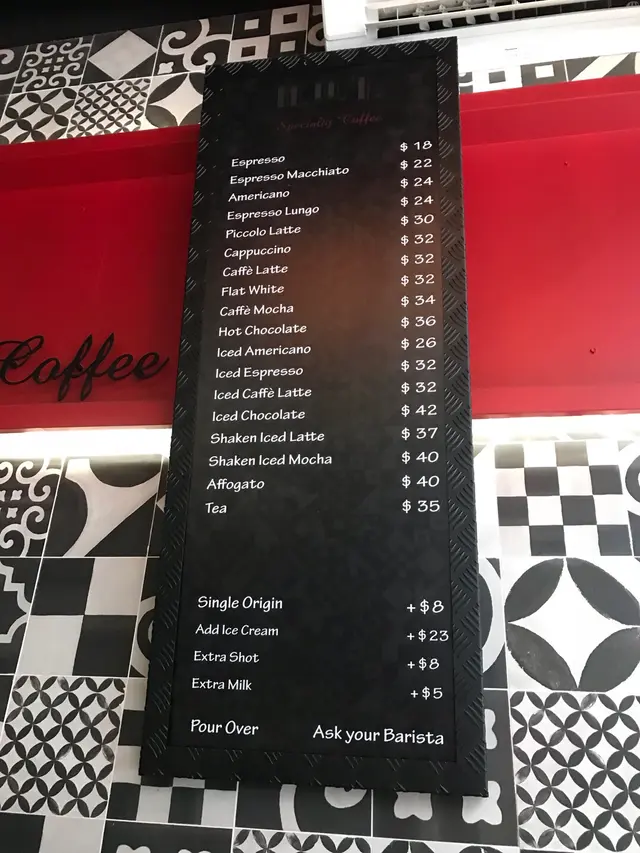 Specialty Coffee
Espresso $ 18
Espresso Macchiato $ 22
Americano $ 24
Espresso Lungo $ 24
Piccolo Latte $ 30
Cappuccino $ 32
Caffè Latte $ 32
Flat White $ 32
Caffè Mocha $ 34
Hot Chocolate $ 36
Iced Americano $ 26
Iced Espresso $ 32
Iced Caffè Latte $ 32
Iced Chocolate $ 42
Shaken Iced Latte $ 37
Shaken Iced Mocha $ 40
Affogato $ 40
Tea $ 35
Single Origin + $8
Add Ice Cream + $23
Extra Shot + $8
Extra Milk + $5
Pour Over Ask your Barista
Coffee